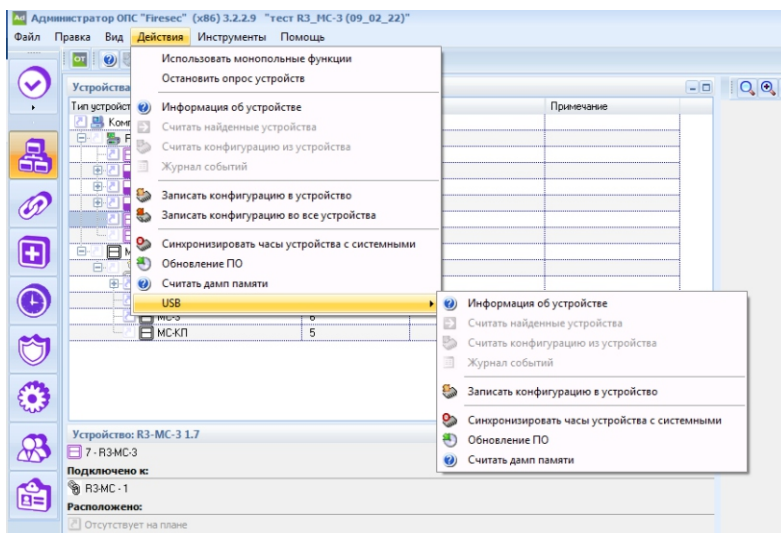 Администратор ОПС "Firesec" (x86) 3.2.2.9 "тест R3_МС-3 (09_02_22)"
Файл Правка Вид Действия Инструменты Помощь
Использовать монопольные функции
Остановить опрос устройств
Устройства
Тип устройст
Примечание
Информация об устройстве
Считать найденные устройства
Считать конфигурацию из устройства
Журнал событий
Записать конфигурацию в устройство
Записать конфигурацию во все устройства
Синхронизировать часы устройства с системными
Обновление ПО
Считать дамп памяти
USB
Информация об устройстве
Считать найденные устройства
Считать конфигурацию из устройства
Журнал событий
Записать конфигурацию в устройство
Синхронизировать часы устройства с системными
Обновление ПО
Считать дамп памяти
МС-3 6
МС-КП 5
Устройство: R3-МС-3 1.7
7 - R3-МС-3
Подключено к:
R3-МС - 1
Расположено:
Отсутствует на плане